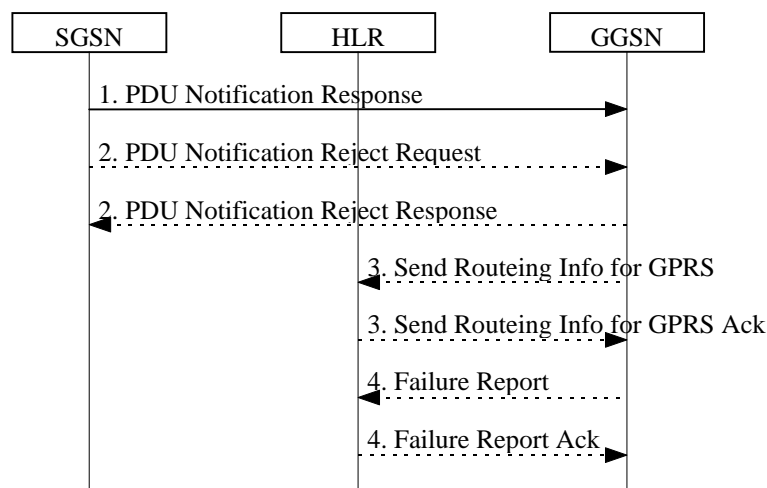 SGSN HLR GGSN
1. PDU Notification Response
2. PDU Notification Reject Request
2. PDU Notification Reject Response
3. Send Routeing Info for GPRS
3. Send Routeing Info for GPRS Ack
4. Failure Report
4. Failure Report Ack